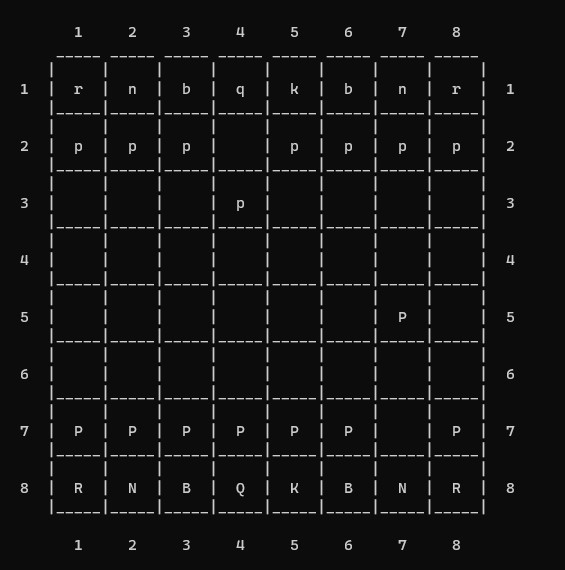 1 2 3 4 5 6 7 8
1 | r | n | b | q | k | b | n | r | 1
2 | p | p | p | | p | p | p | p | 2
3 | | | | p | | | | | 3
4 | | | | | | | | | 4
5 | | | | | | | P | | 5
6 | | | | | | | | | 6
7 | P | P | P | P | P | P | | P | 7
8 | R | N | B | Q | K | B | N | R | 8
1 2 3 4 5 6 7 8